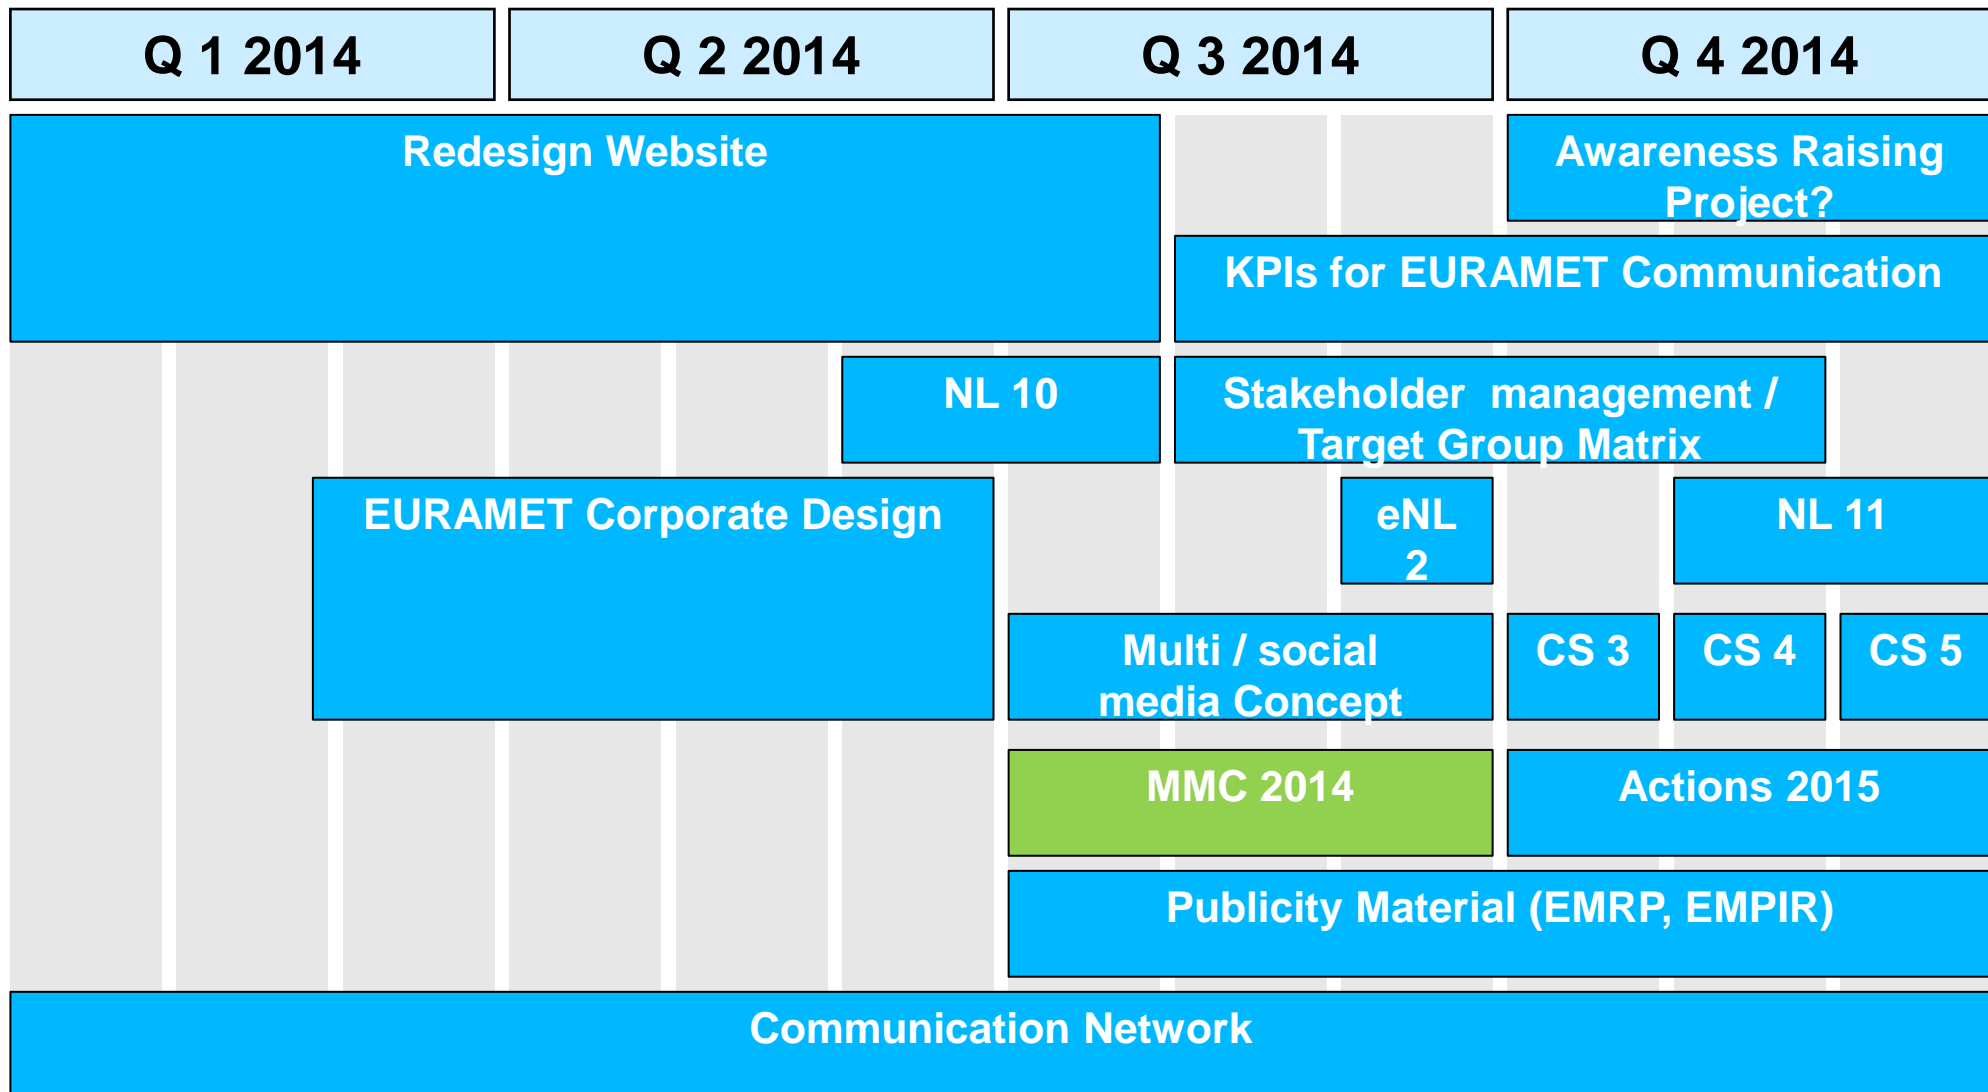 Q 1 2014
Q 2 2014
Q 3 2014
Q 4 2014
Redesign Website
Awareness Raising
Project?
KPIs for EURAMET Communication
NL 10
Stakeholder  management /
Target Group Matrix
EURAMET Corporate Design
eNL
2
NL 11
Multi / social
media Concept
CS 3
CS 4
CS 5
MMC 2014
Actions 2015
Publicity Material (EMRP, EMPIR)
Communication Network